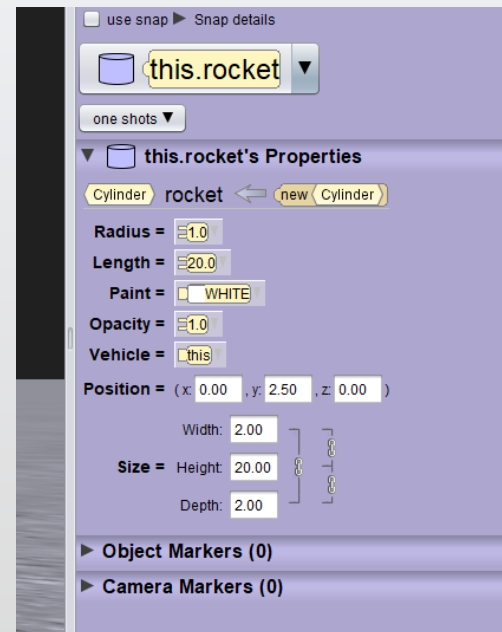 use snap ▶ Snap details
this.rocket ▼
one shots ▼
▼ this.rocket's Properties
Cylinder rocket ⇐ new Cylinder
Radius = 1.0
Length = 20.0
Paint = WHITE
Opacity = 1.0
Vehicle = this
Position = (x: 0.00 , y: 2.50 , z: 0.00 )
Width: 2.00
Size = Height: 20.00
Depth: 2.00
▶ Object Markers (0)
▶ Camera Markers (0)